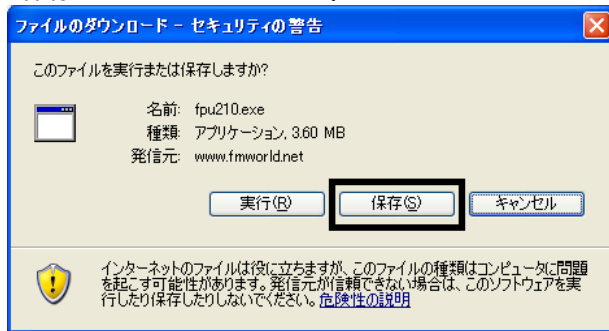 ファイルのダウンロード - セキュリティの警告
このファイルを実行または保存しますか?
名前: fpu210.exe
種類: アプリケーション, 3.60 MB
発信元: www.fmworld.net
実行(R) 保存(S) キャンセル
インターネットのファイルは役に立ちますが、このファイルの種類はコンピュータに問題
を起こす可能性があります。発信元が信頼できない場合は、このソフトウェアを実
行したり保存したりしないでください。危険性の説明